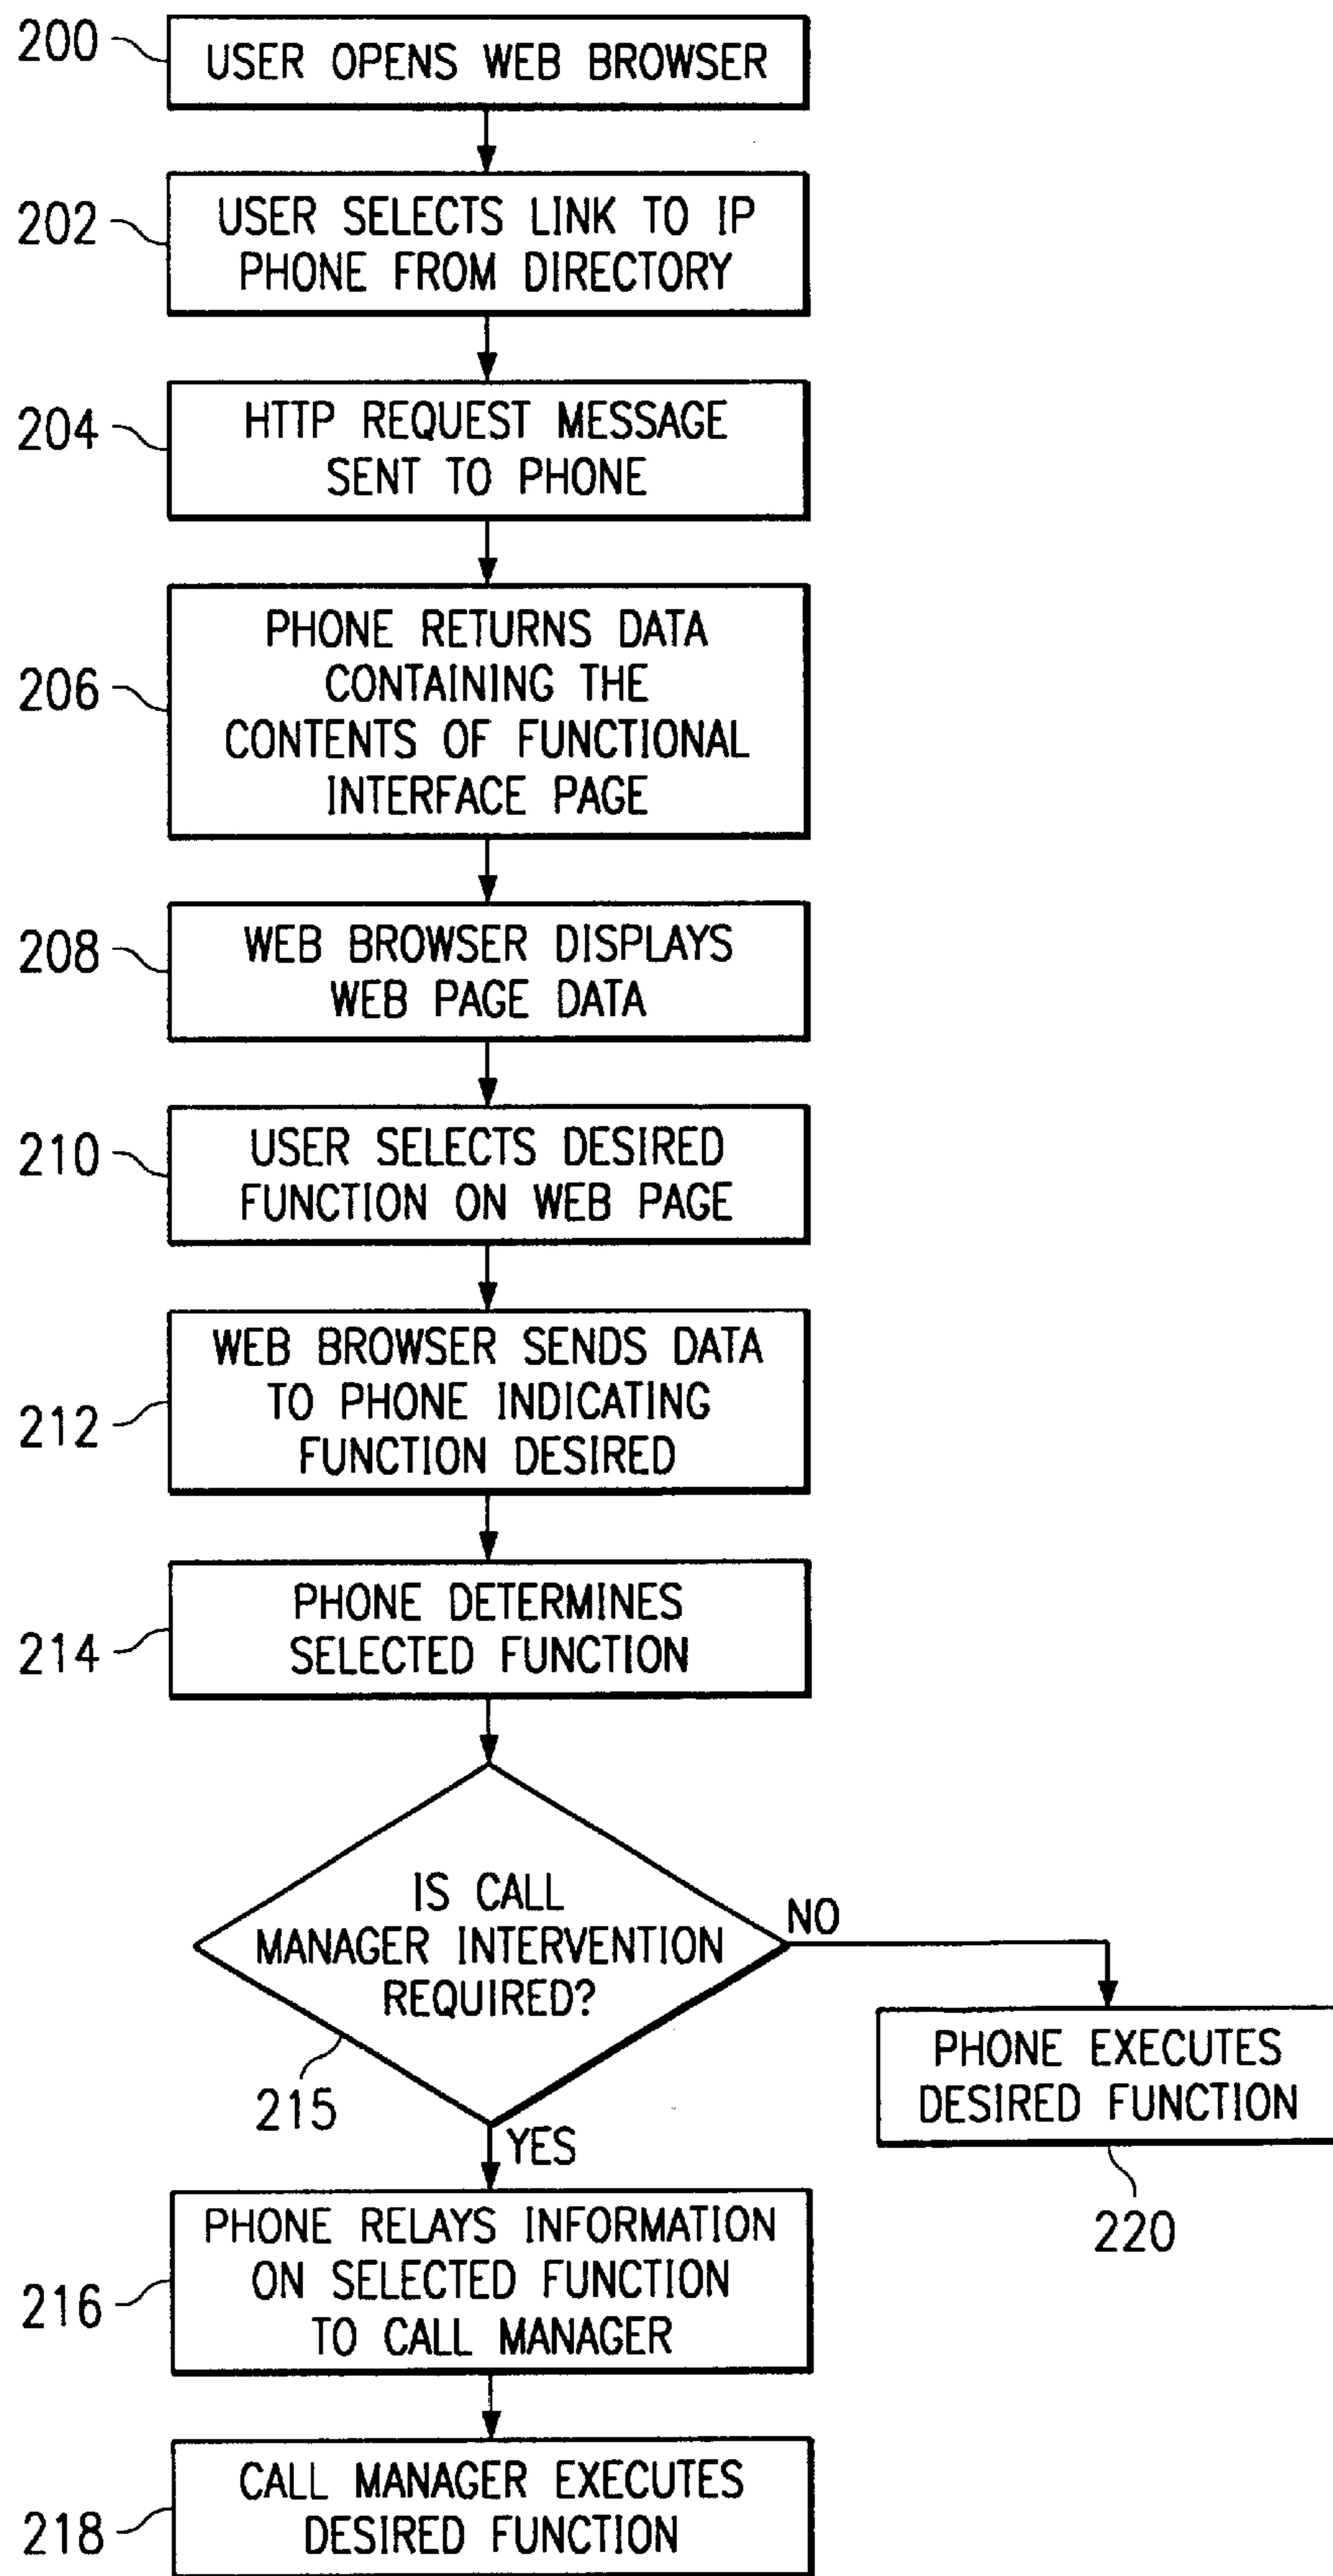 200
USER OPENS WEB BROWSER
202
USER SELECTS LINK TO IP
PHONE FROM DIRECTORY
204
HTTP REQUEST MESSAGE
SENT TO PHONE
206
PHONE RETURNS DATA
CONTAINING THE
CONTENTS OF FUNCTIONAL
INTERFACE PAGE
208
WEB BROWSER DISPLAYS
WEB PAGE DATA
210
USER SELECTS DESIRED
FUNCTION ON WEB PAGE
212
WEB BROWSER SENDS DATA
TO PHONE INDICATING
FUNCTION DESIRED
214
PHONE DETERMINES
SELECTED FUNCTION
IS CALL
MANAGER INTERVENTION
REQUIRED?
215
NO
PHONE EXECUTES
DESIRED FUNCTION
220
YES
216
PHONE RELAYS INFORMATION
ON SELECTED FUNCTION
TO CALL MANAGER
218
CALL MANAGER EXECUTES
DESIRED FUNCTION